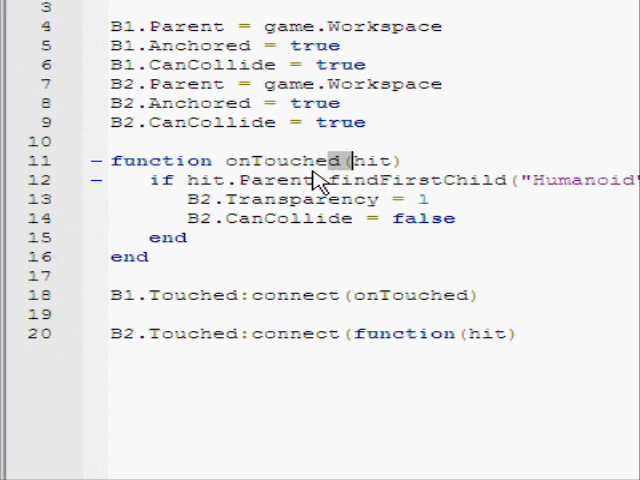 3
4 B1.Parent = game.Workspace
5 B1.Anchored = true
6 B1.CanCollide = true
7 B2.Parent = game.Workspace
8 B2.Anchored = true
9 B2.CanCollide = true
10
11 function onTouched(hit)
12 if hit.Parent findFirstChild("Humanoid"
13 B2.Transparency = 1
14 B2.CanCollide = false
15 end
16 end
17
18 B1.Touched:connect(onTouched)
19
20 B2.Touched:connect(function(hit)